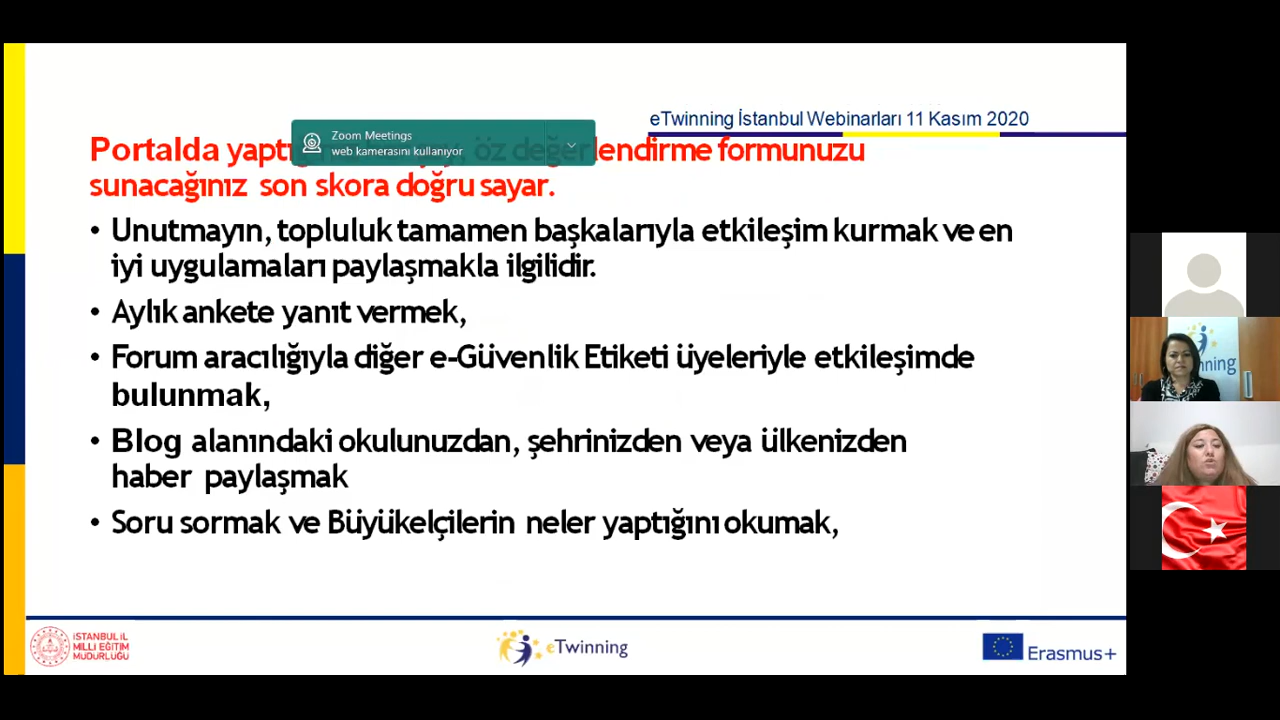 eTwinning İstanbul Webinarları 11 Kasım 2020
Zoom Meetings
web kamerasını kullanıyor
Portalda öz değerlendirme formunuzu
sunacağınız son skora doğru sayar.
• Unutmayın, topluluk tamamen başkalarıyla etkileşim kurmak ve en
iyi uygulamaları paylaşmakla ilgilidir.
• Aylık ankete yanıt vermek,
• Forum aracılığıyla diğer e-Güvenlik Etiketi üyeleriyle etkileşimde
bulunmak,
• Blog alanındaki okulunuzdan, şehrinizden veya ülkenizden
haber paylaşmak
• Soru sormak ve Büyükelçilerin neler yaptığını okumak,
İSTANBUL İL
MİLLİ EĞİTİM
MÜDÜRLÜĞÜ
eTwinning
Erasmus+